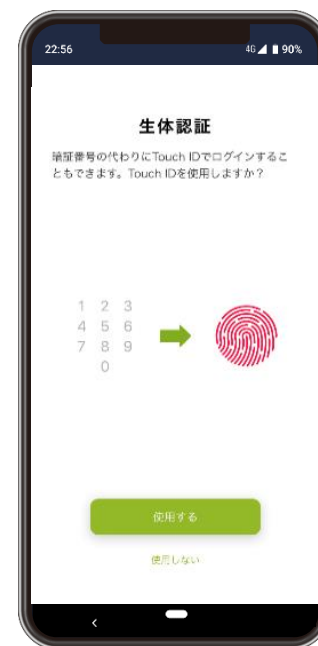 22:56 4G 90%
生体認証
暗証番号の代わりにTouch IDでログインするこ
ともできます。Touch IDを使用しますか？
1 2 3
4 5 6
7 8 9
0
使用する
使用しない